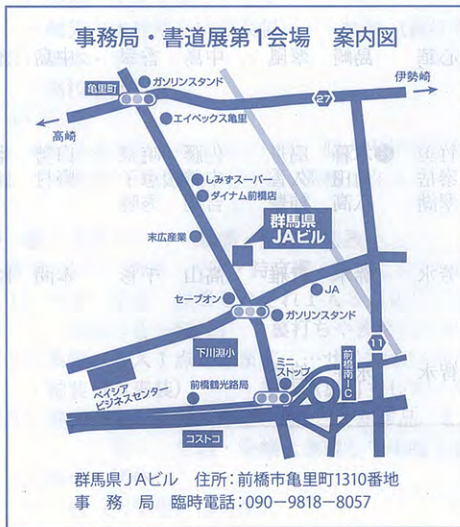 事務局・書道展第1会場 案内図
ガソリンスタンド
伊勢崎
亀里町
27
エイペックス亀里
高崎
しみずスーパー
ダイナム前橋店
群馬県
JAビル
末広産業
JA
セーブオン
ガソリンスタンド
11
下川淵小
ミニ
ストップ
前橋南IC
ベイシア
ビジネスセンター
前橋鶴光路局
コストコ
群馬県JAビル 住所:前橋市亀里町1310番地
事務局 臨時電話:090-9818-8057